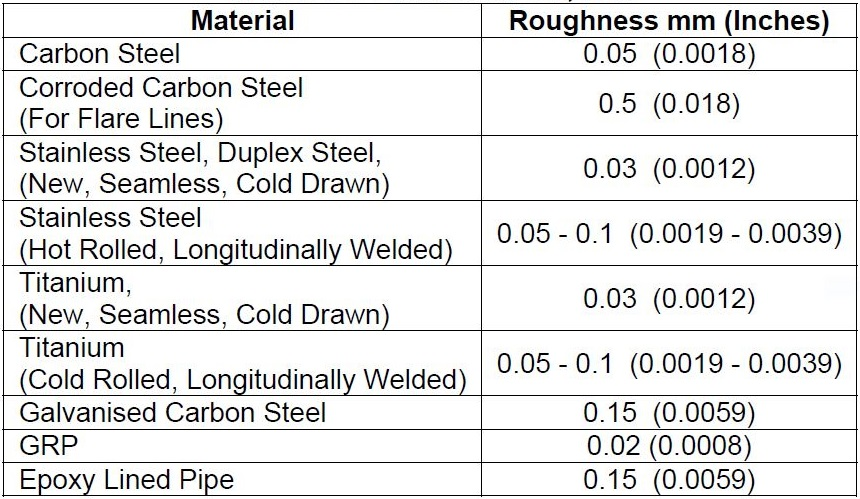 Material Roughness mm (Inches)
Carbon Steel 0.05 (0.0018)
Corroded Carbon Steel
(For Flare Lines) 0.5 (0.018)
Stainless Steel, Duplex Steel,
(New, Seamless, Cold Drawn) 0.03 (0.0012)
Stainless Steel
(Hot Rolled, Longitudinally Welded) 0.05 - 0.1 (0.0019 - 0.0039)
Titanium,
(New, Seamless, Cold Drawn) 0.03 (0.0012)
Titanium
(Cold Rolled, Longitudinally Welded) 0.05 - 0.1 (0.0019 - 0.0039)
Galvanised Carbon Steel 0.15 (0.0059)
GRP 0.02 (0.0008)
Epoxy Lined Pipe 0.15 (0.0059)